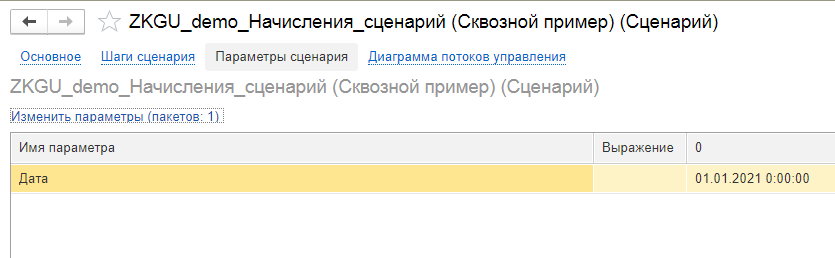 ZKGU_demo_Начисления_сценарий (Сквозной пример) (Сценарий)
Основное Шаги сценария Параметры сценария Диаграмма потоков управления
ZKGU_demo_Начисления_сценарий (Сквозной пример) (Сценарий)
Изменить параметры (пакетов: 1)
Имя параметра Выражение 0
Дата 01.01.2021 0:00:00